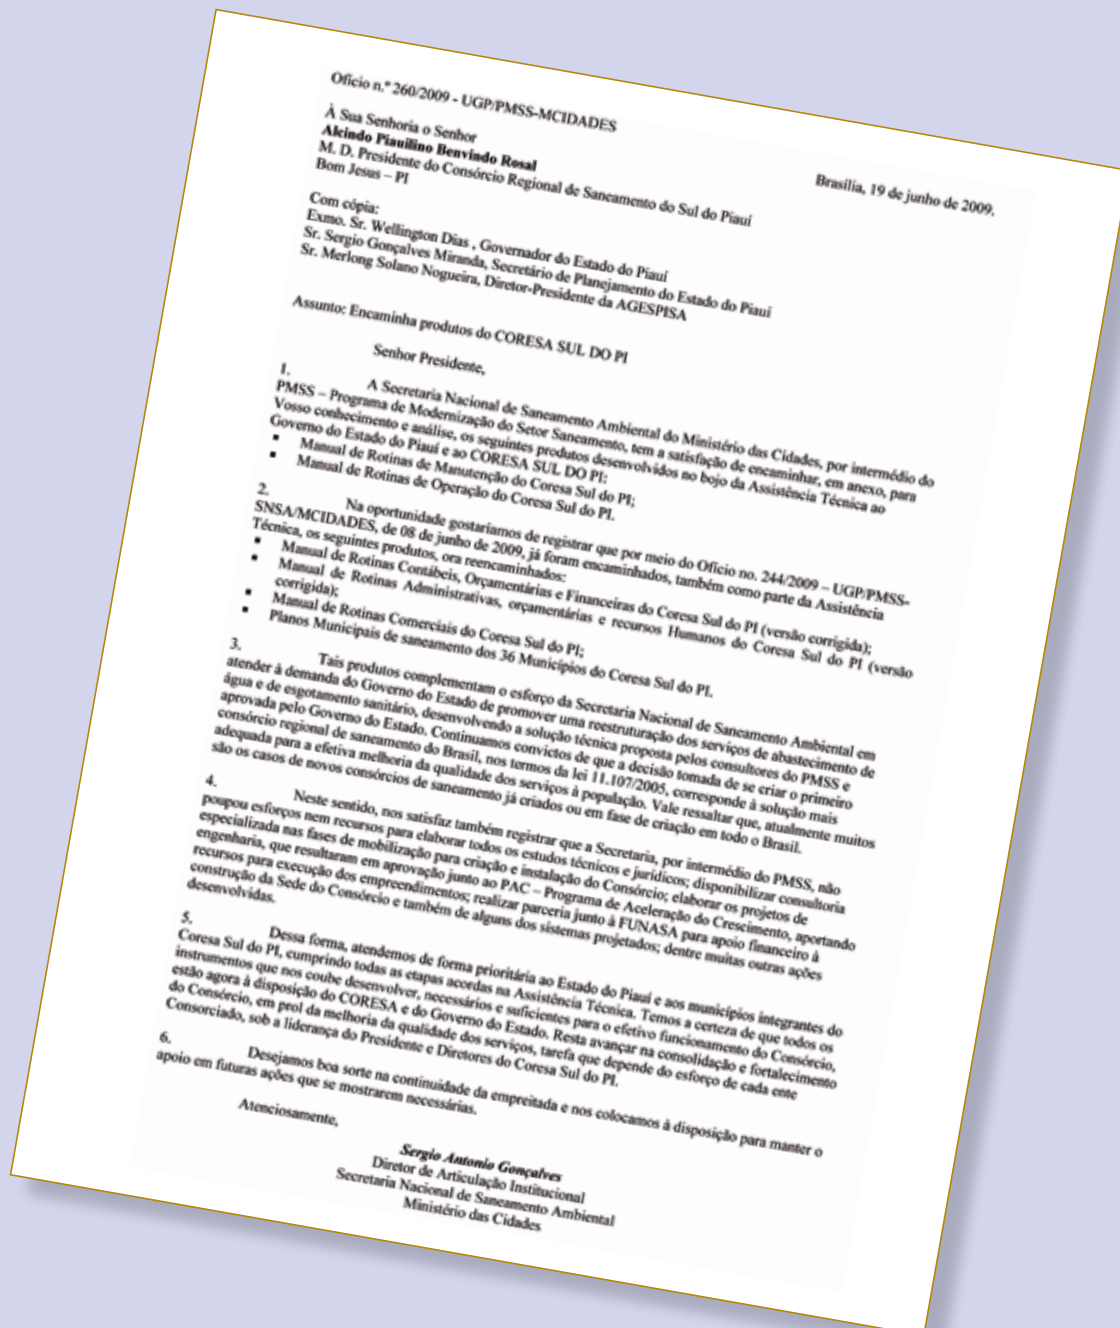 Ofício n.º 260/2009 - UGP/PMSS-MCIDADES
Brasília, 19 de junho de 2009.
À Sua Senhoria o Senhor
Alcindo Piauilino Benvindo Rosal
M. D. Presidente do Consórcio Regional de Saneamento do Sul do Piauí
Bom Jesus – PI
Com cópia:
Exmo. Sr. Wellington Dias , Governador do Estado do Piauí
Sr. Sergio Gonçalves Miranda, Secretário de Planejamento do Estado do Piauí
Sr. Merlong Solano Nogueira, Diretor-Presidente da AGESPISA
Assunto: Encaminha produtos do CORESA SUL DO PI
Senhor Presidente,
1. A Secretaria Nacional de Saneamento Ambiental do Ministério das Cidades, por intermédio do
PMSS – Programa de Modernização do Setor Saneamento, tem a satisfação de encaminhar, em anexo, para
Vosso conhecimento e análise, os seguintes produtos desenvolvidos no bojo da Assistência Técnica ao
Governo do Estado do Piauí e ao CORESA SUL DO PI:
▪ Manual de Rotinas de Manutenção do Coresa Sul do PI;
▪ Manual de Rotinas de Operação do Coresa Sul do PI.
2. Na oportunidade gostaríamos de registrar que por meio do Ofício no. 244/2009 – UGP/PMSS-
SNSA/MCIDADES, de 08 de junho de 2009, já foram encaminhados, também como parte da Assistência
Técnica, os seguintes produtos, ora reencaminhados:
▪ Manual de Rotinas Contábeis, Orçamentárias e Financeiras do Coresa Sul do PI (versão corrigida);
▪ Manual de Rotinas Administrativas, orçamentárias e recursos Humanos do Coresa Sul do PI (versão
corrigida);
▪ Manual de Rotinas Comerciais do Coresa Sul do PI;
▪ Planos Municipais de saneamento dos 36 Municípios do Coresa Sul do PI.
3. Tais produtos complementam o esforço da Secretaria Nacional de Saneamento Ambiental em
atender à demanda do Governo do Estado de promover uma reestruturação dos serviços de abastecimento de
água e de esgotamento sanitário, desenvolvendo a solução técnica proposta pelos consultores do PMSS e
aprovada pelo Governo do Estado. Continuamos convictos de que a decisão tomada de se criar o primeiro
consórcio regional de saneamento do Brasil, nos termos da lei 11.107/2005, corresponde à solução mais
adequada para a efetiva melhoria da qualidade dos serviços à população. Vale ressaltar que, atualmente muitos
são os casos de novos consórcios de saneamento já criados ou em fase de criação em todo o Brasil.
4. Neste sentido, nos satisfaz também registrar que a Secretaria, por intermédio do PMSS, não
poupou esforços nem recursos para elaborar todos os estudos técnicos e jurídicos; disponibilizar consultoria
especializada nas fases de mobilização para criação e instalação do Consórcio; elaborar os projetos de
engenharia, que resultaram em aprovação junto ao PAC – Programa de Aceleração do Crescimento, aportando
recursos para execução dos empreendimentos; realizar parceria junto à FUNASA para apoio financeiro à
construção da Sede do Consórcio e também de alguns dos sistemas projetados; dentre muitas outras ações
desenvolvidas.
5. Dessa forma, atendemos de forma prioritária ao Estado do Piauí e aos municípios integrantes do
Coresa Sul do PI, cumprindo todas as etapas acordas na Assistência Técnica. Temos a certeza de que todos os
instrumentos que nos coube desenvolver, necessários e suficientes para o efetivo funcionamento do Consórcio,
estão agora à disposição do CORESA e do Governo do Estado. Resta avançar na consolidação e fortalecimento
do Consórcio, em prol da melhoria da qualidade dos serviços, tarefa que depende do esforço de cada ente
Consorciado, sob a liderança do Presidente e Diretores do Coresa Sul do PI.
6. Desejamos boa sorte na continuidade da empreitada e nos colocamos à disposição para manter o
apoio em futuras ações que se mostrarem necessárias.
Atenciosamente,
Sergio Antonio Gonçalves
Diretor de Articulação Institucional
Secretaria Nacional de Saneamento Ambiental
Ministério das Cidades